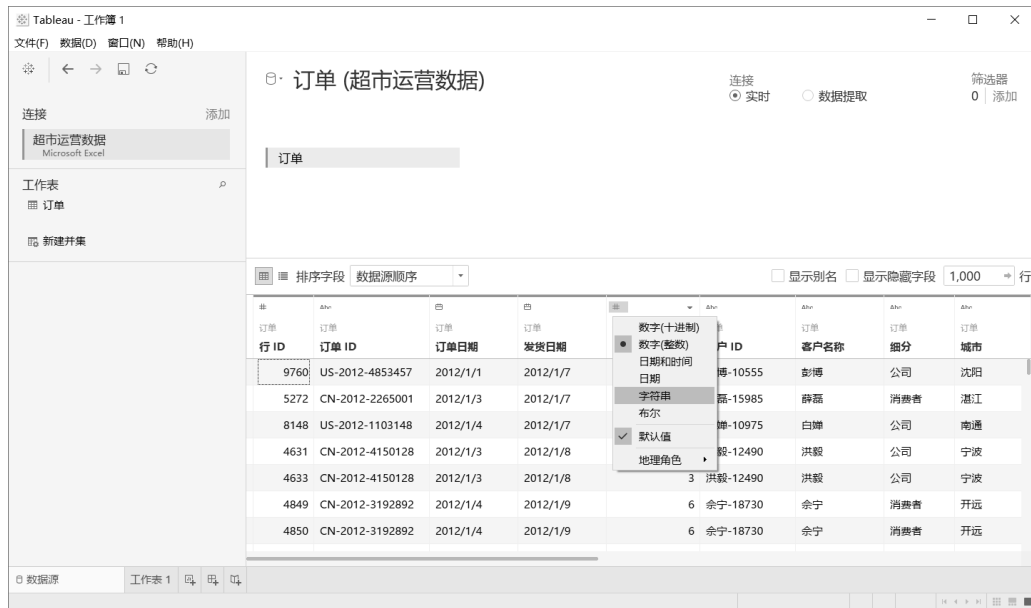 Tableau - 工作簿 1
文件(F) 数据(D) 窗口(N) 帮助(H)
连接 添加
超市运营数据
Microsoft Excel
工作表
订单
新建并集
订单 (超市运营数据)
连接
实时 数据提取
筛选器
0 添加
订单
排序字段 数据源顺序 显示别名 显示隐藏字段 1,000 行
# Abc # Abc Abc Abc Abc
订单 订单 订单 订单 订单 订单 订单
行 ID 订单 ID 订单日期 发货日期 户 ID 客户名称 细分 城市
数字(十进制)
数字(整数)
日期和时间
日期
字符串
布尔
默认值
地理角色
9760 US-2012-4853457 2012/1/1 2012/1/7 博-10555 彭博 公司 沈阳
5272 CN-2012-2265001 2012/1/3 2012/1/7 磊-15985 薛磊 消费者 湛江
8148 US-2012-1103148 2012/1/4 2012/1/7 婵-10975 白婵 公司 南通
4631 CN-2012-4150128 2012/1/3 2012/1/8 毅-12490 洪毅 公司 宁波
4633 CN-2012-4150128 2012/1/3 2012/1/8 3 洪毅-12490 洪毅 公司 宁波
4849 CN-2012-3192892 2012/1/4 2012/1/9 6 余宁-18730 余宁 消费者 开远
4850 CN-2012-3192892 2012/1/4 2012/1/9 6 余宁-18730 余宁 消费者 开远
数据源 工作表 1